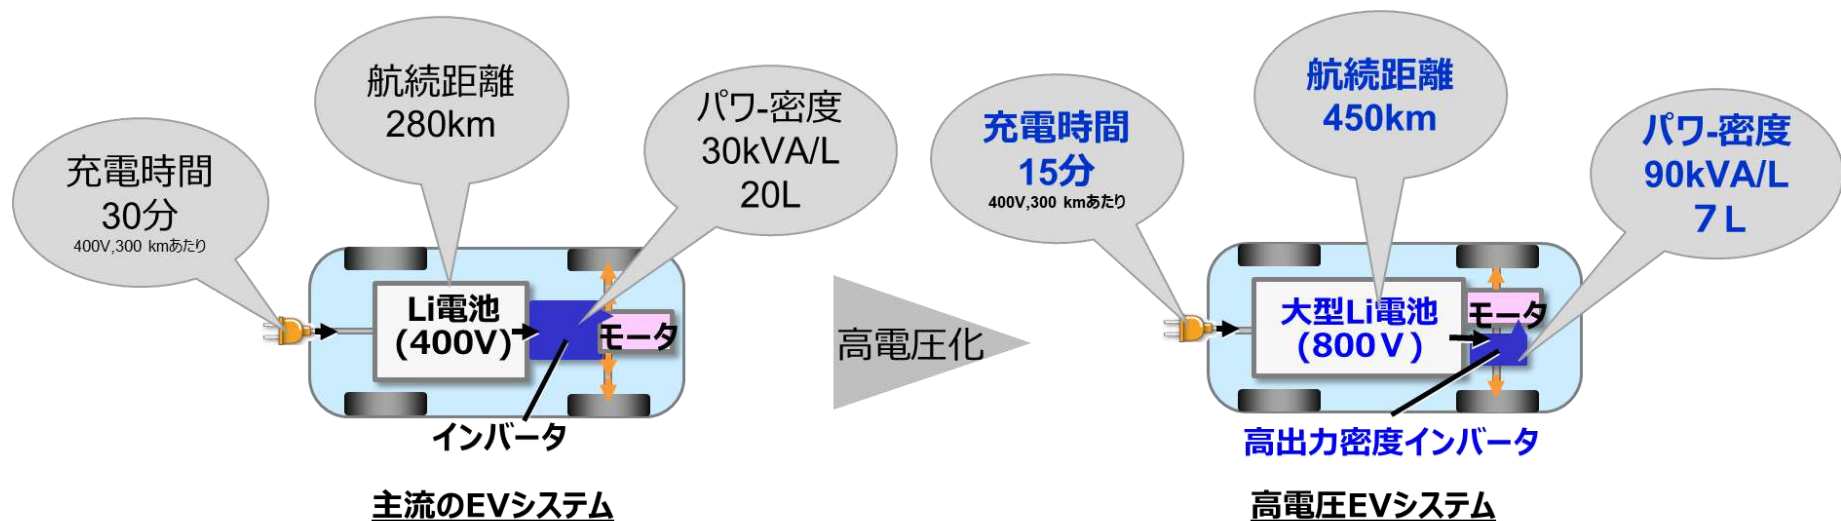 充電時間
30分
400V,300 kmあたり
航続距離
280km
パワ-密度
30kVA/L
20L
Li電池
(400V)
モータ
インバータ
主流のEVシステム
高電圧化
充電時間
15分
400V,300 kmあたり
航続距離
450km
パワ-密度
90kVA/L
７L
大型Li電池
(800Ｖ)
モータ
高出力密度インバータ
高電圧EVシステム